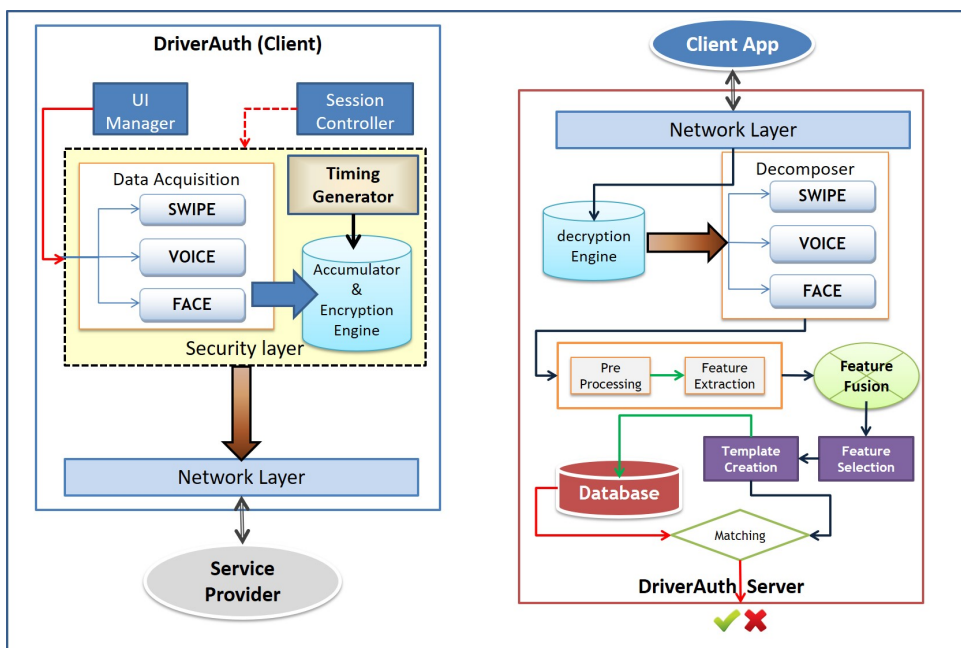 DriverAuth (Client)
UI
Manager
Session
Controller
Data Acquisition
SWIPE
VOICE
FACE
Timing
Generator
Accumulator
&
Encryption
Engine
Security layer
Network Layer
Service
Provider
Client App
Network Layer
decryption
Engine
Decomposer
SWIPE
VOICE
FACE
Pre
Processing
Feature
Extraction
Feature
Fusion
Feature
Selection
Template
Creation
Database
Matching
DriverAuth Server